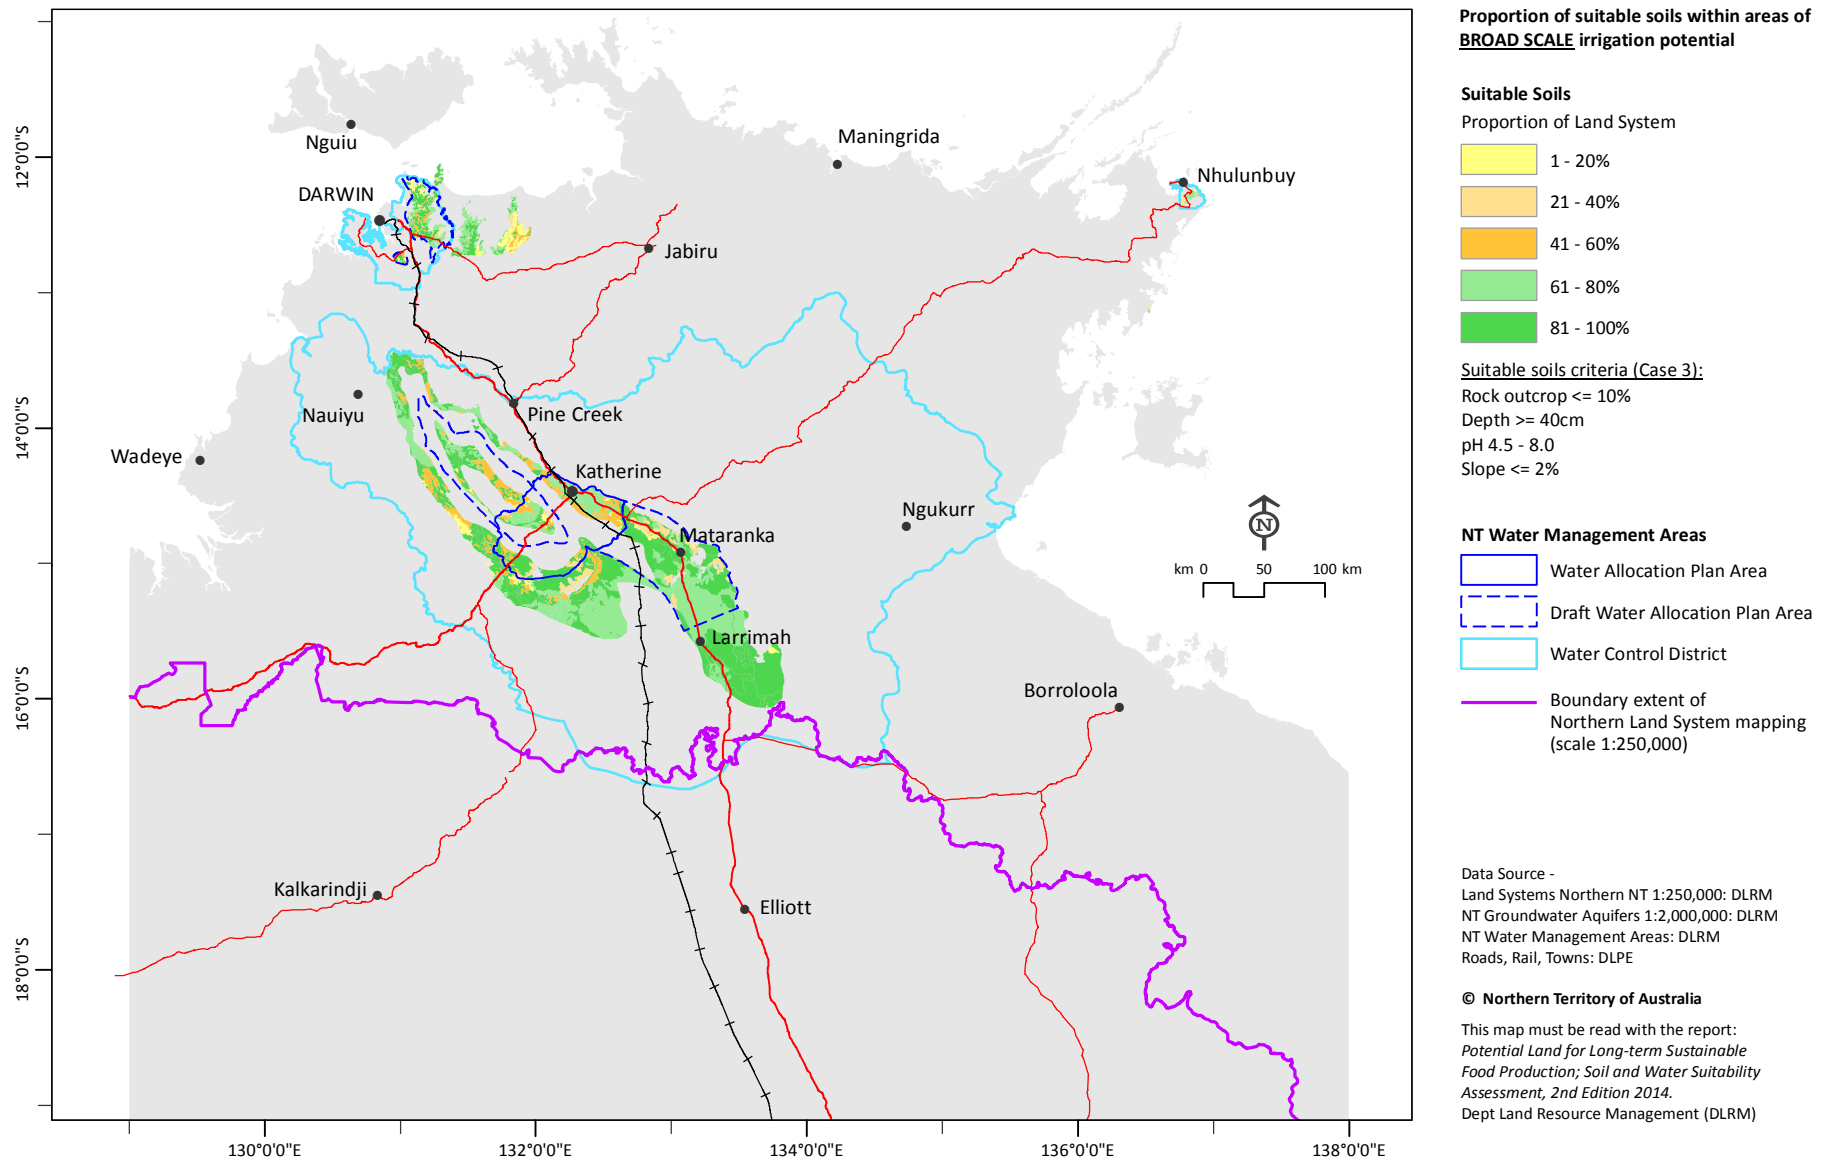 Proportion of suitable soils within areas of
BROAD SCALE irrigation potential
Suitable Soils
Proportion of Land System
1 - 20%
21 - 40%
41 - 60%
61 - 80%
81 - 100%
Suitable soils criteria (Case 3):
Rock outcrop <= 10%
Depth >= 40cm
pH 4.5 - 8.0
Slope <= 2%
NT Water Management Areas
Water Allocation Plan Area
Draft Water Allocation Plan Area
Water Control District
Boundary extent of
Northern Land System mapping
(scale 1:250,000)
Data Source -
Land Systems Northern NT 1:250,000: DLRM
NT Groundwater Aquifers 1:2,000,000: DLRM
NT Water Management Areas: DLRM
Roads, Rail, Towns: DLPE
© Northern Territory of Australia
This map must be read with the report:
Potential Land for Long-term Sustainable
Food Production; Soil and Water Suitability
Assessment, 2nd Edition 2014.
Dept Land Resource Management (DLRM)
Nguiu
Maningrida
DARWIN
Nhulunbuy
Jabiru
Nauiyu
Pine Creek
Wadeye
Katherine
Ngukurr
Mataranka
N
km 0 50 100 km
Larrimah
Borroloola
Kalkarindji
Elliott
12°0'0"S
14°0'0"S
16°0'0"S
18°0'0"S
130°0'0"E
132°0'0"E
134°0'0"E
136°0'0"E
138°0'0"E